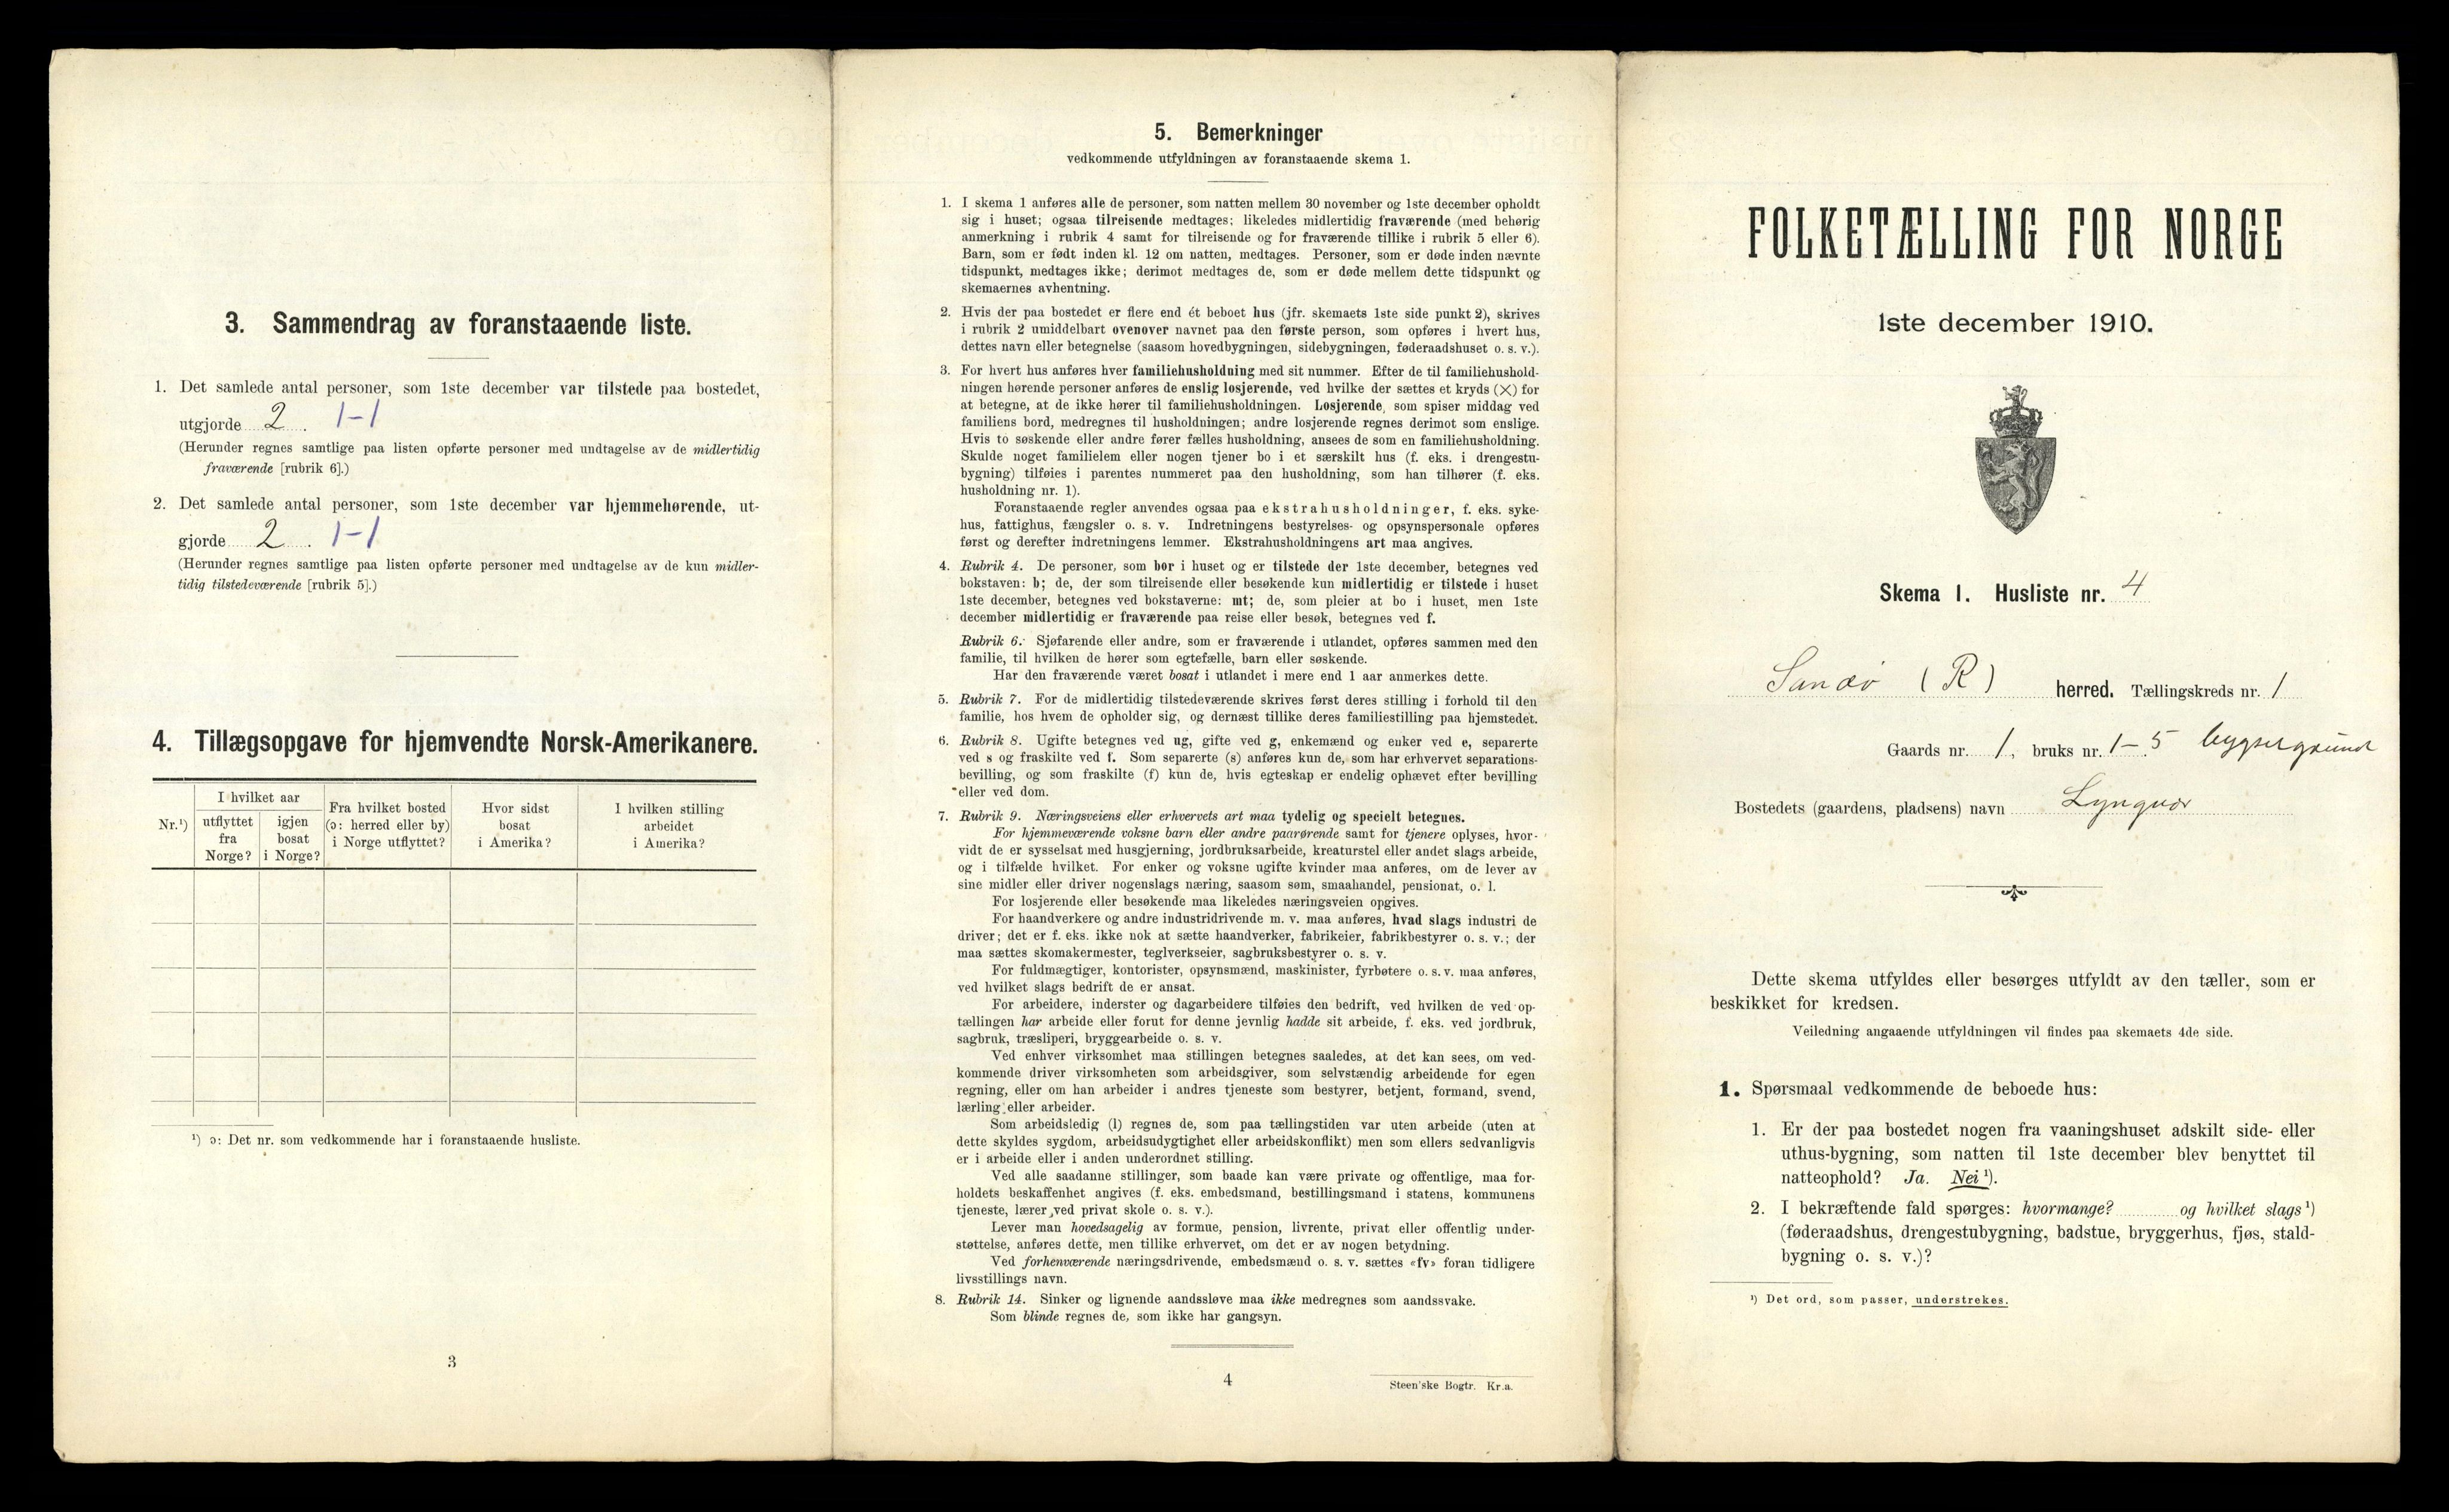 3. Sammendrag av foranstaaende liste.
1. Det samlede antal personer, som 1ste december var tilstede paa bostedet,
utgjorde 2. 1-1
(Herunder regnes samtlige paa listen opførte personer med undtagelse av de midlertidig
fraværende [rubrik 6].)
2. Det samlede antal personer, som 1ste december var hjemmehørende, ut-
gjorde 2. 1-1
(Herunder regnes samtlige paa listen opførte personer med undtagelse av de kun midler-
tidig tilstedeværende [rubrik 5].)
4. Tillægsopgave for hjemvendte Norsk-Amerikanere.
Nr.¹)
I hvilket aar
utflyttet
fra
Norge?
igjen
bosat
i Norge?
Fra hvilket bosted
(ɔ: herred eller by)
i Norge utflyttet?
Hvor sidst
bosat
i Amerika?
I hvilken stilling
arbeidet
i Amerika?
¹) ɔ: Det nr. som vedkommende har i foranstaaende husliste.
3
5. Bemerkninger
vedkommende utfyldningen av foranstaaende skema 1.
1. I skema 1 anføres alle de personer, som natten mellem 30 november og 1ste december opholdt
sig i huset; ogsaa tilreisende medtages; likeledes midlertidig fraværende (med behørig
anmerkning i rubrik 4 samt for tilreisende og for fraværende tillike i rubrik 5 eller 6).
Barn, som er født inden kl. 12 om natten, medtages. Personer, som er døde inden nævnte
tidspunkt, medtages ikke; derimot medtages de, som er døde mellem dette tidspunkt og
skemaernes avhentning.
2. Hvis der paa bostedet er flere end ét beboet hus (jfr. skemaets 1ste side punkt 2), skrives
i rubrik 2 umiddelbart ovenover navnet paa den første person, som opføres i hvert hus,
dettes navn eller betegnelse (saasom hovedbygningen, sidebygningen, føderaadshuset o. s. v.).
3. For hvert hus anføres hver familiehusholdning med sit nummer. Efter de til familiehushold-
ningen hørende personer anføres de enslig losjerende, ved hvilke der sættes et kryds (×) for
at betegne, at de ikke hører til familiehusholdningen. Losjerende, som spiser middag ved
familiens bord, medregnes til husholdningen; andre losjerende regnes derimot som enslige.
Hvis to søskende eller andre fører fælles husholdning, ansees de som en familiehusholdning.
Skulde noget familielem eller nogen tjener bo i et særskilt hus (f. eks. i drengestu-
bygning) tilføies i parentes nummeret paa den husholdning, som han tilhører (f. eks.
husholdning nr. 1).
Foranstaaende regler anvendes ogsaa paa ekstrahusholdninger, f. eks. syke-
hus, fattighus, fængsler o. s. v. Indretningens bestyrelses- og opsynspersonale opføres
først og derefter indretningens lemmer. Ekstrahusholdningens art maa angives.
4. Rubrik 4. De personer, som bor i huset og er tilstede der 1ste december, betegnes ved
bokstaven: b; de, der som tilreisende eller besøkende kun midlertidig er tilstede i huset
1ste december, betegnes ved bokstaverne: mt; de, som pleier at bo i huset, men 1ste
december midlertidig er fraværende paa reise eller besøk, betegnes ved f.
Rubrik 6. Sjøfarende eller andre, som er fraværende i utlandet, opføres sammen med den
familie, til hvilken de hører som egtefælle, barn eller søskende.
Har den fraværende været bosat i utlandet i mere end 1 aar anmerkes dette.
5. Rubrik 7. For de midlertidig tilstedeværende skrives først deres stilling i forhold til den
familie, hos hvem de opholder sig, og dernæst tillike deres familiestilling paa hjemstedet.
6. Rubrik 8. Ugifte betegnes ved ug, gifte ved g, enkemænd og enker ved e, separerte
ved s og fraskilte ved f. Som separerte (s) anføres kun de, som har erhvervet separations-
bevilling, og som fraskilte (f) kun de, hvis egteskap er endelig ophævet efter bevilling
eller ved dom.
7. Rubrik 9. Næringsveiens eller erhvervets art maa tydelig og specielt betegnes.
For hjemmeværende voksne barn eller andre paarørende samt for tjenere oplyses, hvor-
vidt de er sysselsat med husgjerning, jordbruksarbeide, kreaturstel eller andet slags arbeide,
og i tilfælde hvilket. For enker og voksne ugifte kvinder maa anføres, om de lever av
sine midler eller driver nogenslags næring, saasom søm, smaahandel, pensionat, o. l.
For losjerende eller besøkende maa likeledes næringsveien opgives.
For haandverkere og andre industridrivende m. v. maa anføres, hvad slags industri de
driver; det er f. eks. ikke nok at sætte haandverker, fabrikeier, fabrikbestyrer o. s. v.; der
maa sættes skomakermester, teglverkseier, sagbruksbestyrer o. s. v.
For fuldmægtiger, kontorister, opsynsmænd, maskinister, fyrbøtere o. s. v. maa anføres,
ved hvilket slags bedrift de er ansat.
For arbeidere, inderster og dagarbeidere tilføies den bedrift, ved hvilken de ved op-
tællingen har arbeide eller forut for denne jevnlig hadde sit arbeide, f. eks. ved jordbruk,
sagbruk, træsliperi, bryggearbeide o. s. v.
Ved enhver virksomhet maa stillingen betegnes saaledes, at det kan sees, om ved-
kommende driver virksomheten som arbeidsgiver, som selvstændig arbeidende for egen
regning, eller om han arbeider i andres tjeneste som bestyrer, betjent, formand, svend,
lærling eller arbeider.
Som arbeidsledig (l) regnes de, som paa tællingstiden var uten arbeide (uten at
dette skyldes sygdom, arbeidsudygtighet eller arbeidskonflikt) men som ellers sedvanligvis
er i arbeide eller i anden underordnet stilling.
Ved alle saadanne stillinger, som baade kan være private og offentlige, maa for-
holdets beskaffenhet angives (f. eks. embedsmand, bestillingsmand i statens, kommunens
tjeneste, lærer ved privat skole o. s. v.).
Lever man hovedsagelig av formue, pension, livrente, privat eller offentlig under-
støttelse, anføres dette, men tillike erhvervet, om det er av nogen betydning.
Ved forhenværende næringsdrivende, embedsmænd o. s. v. sættes «fv» foran tidligere
livsstillings navn.
8. Rubrik 14. Sinker og lignende aandssløve maa ikke medregnes som aandssvake.
Som blinde regnes de, som ikke har gangsyn.
4
Steen'ske Bogtr. Kr.a.
FOLKETÆLLING FOR NORGE
1ste december 1910.
Skema 1. Husliste nr. 4
Sandø (R) herred. Tællingskreds nr. 1
Gaards nr. 1, bruks nr. 1-5 bygselgrund
Bostedets (gaardens, pladsens) navn Lyngvær
Dette skema utfyldes eller besørges utfyldt av den tæller, som er
beskikket for kredsen.
Veiledning angaaende utfyldningen vil findes paa skemaets 4de side.
1. Spørsmaal vedkommende de beboede hus:
1. Er der paa bostedet nogen fra vaaningshuset adskilt side- eller
uthus-bygning, som natten til 1ste december blev benyttet til
natteophold? Ja. Nei¹).
2. I bekræftende fald spørges: hvormange? og hvilket slags¹)
(føderaadshus, drengestubygning, badstue, bryggerhus, fjøs, stald-
bygning o. s. v.)?
¹) Det ord, som passer, understrekes.